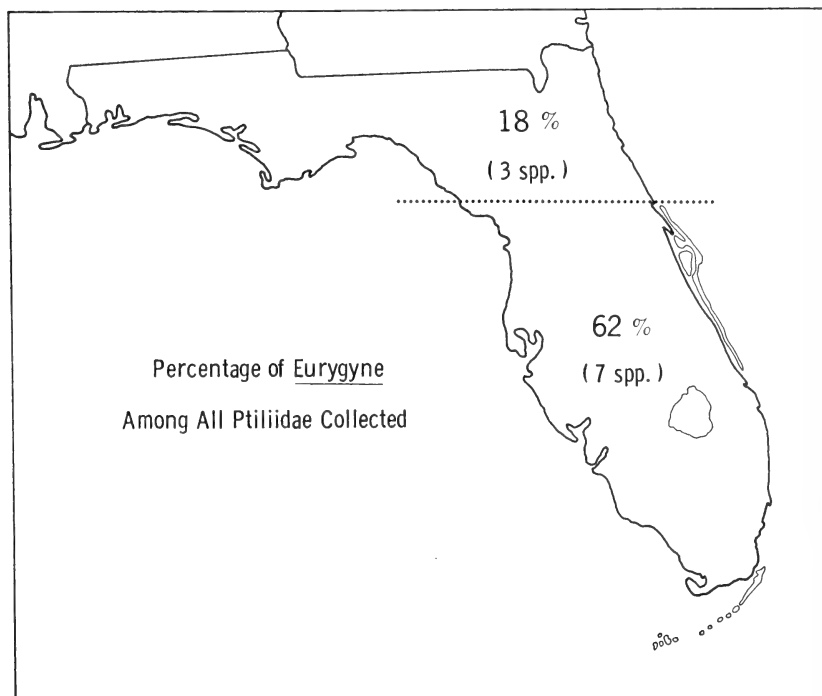 18 %
(3 spp.)
62 %
(7 spp.)
Percentage of Eurygyne
Among All Ptiliidae Collected